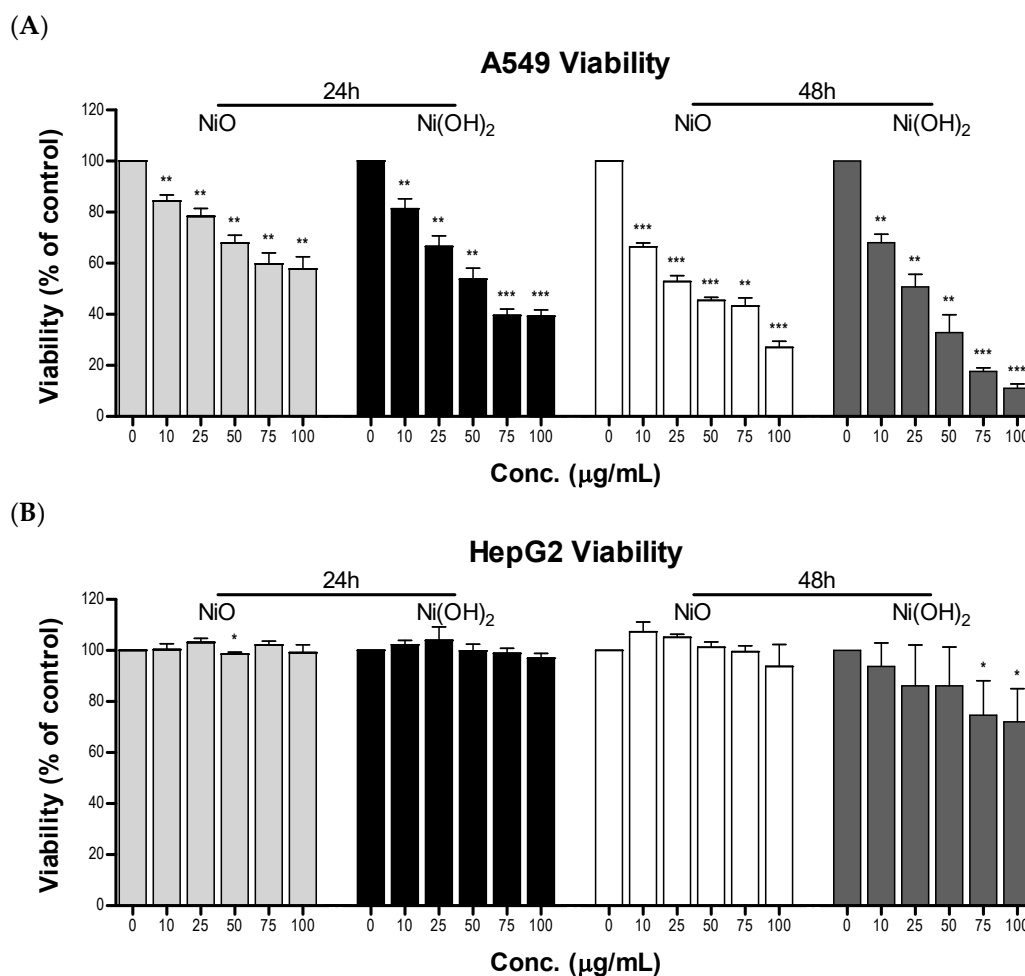 (A)
A549 Viability
24h 48h
NiO Ni(OH)2 NiO Ni(OH)2
Viability (% of control)
120
100
80
60
40
20
0
** ** ** ** **
** ** ** *** ***
*** *** *** ** ***
** ** ** *** ***
0 10 25 50 75 100 0 10 25 50 75 100 0 10 25 50 75 100 0 10 25 50 75 100
Conc. (μg/mL)
(B)
HepG2 Viability
24h 48h
NiO Ni(OH)2 NiO Ni(OH)2
Viability (% of control)
120
100
80
60
40
20
0
* * *
0 10 25 50 75 100 0 10 25 50 75 100 0 10 25 50 75 100 0 10 25 50 75 100
Conc. (μg/mL)